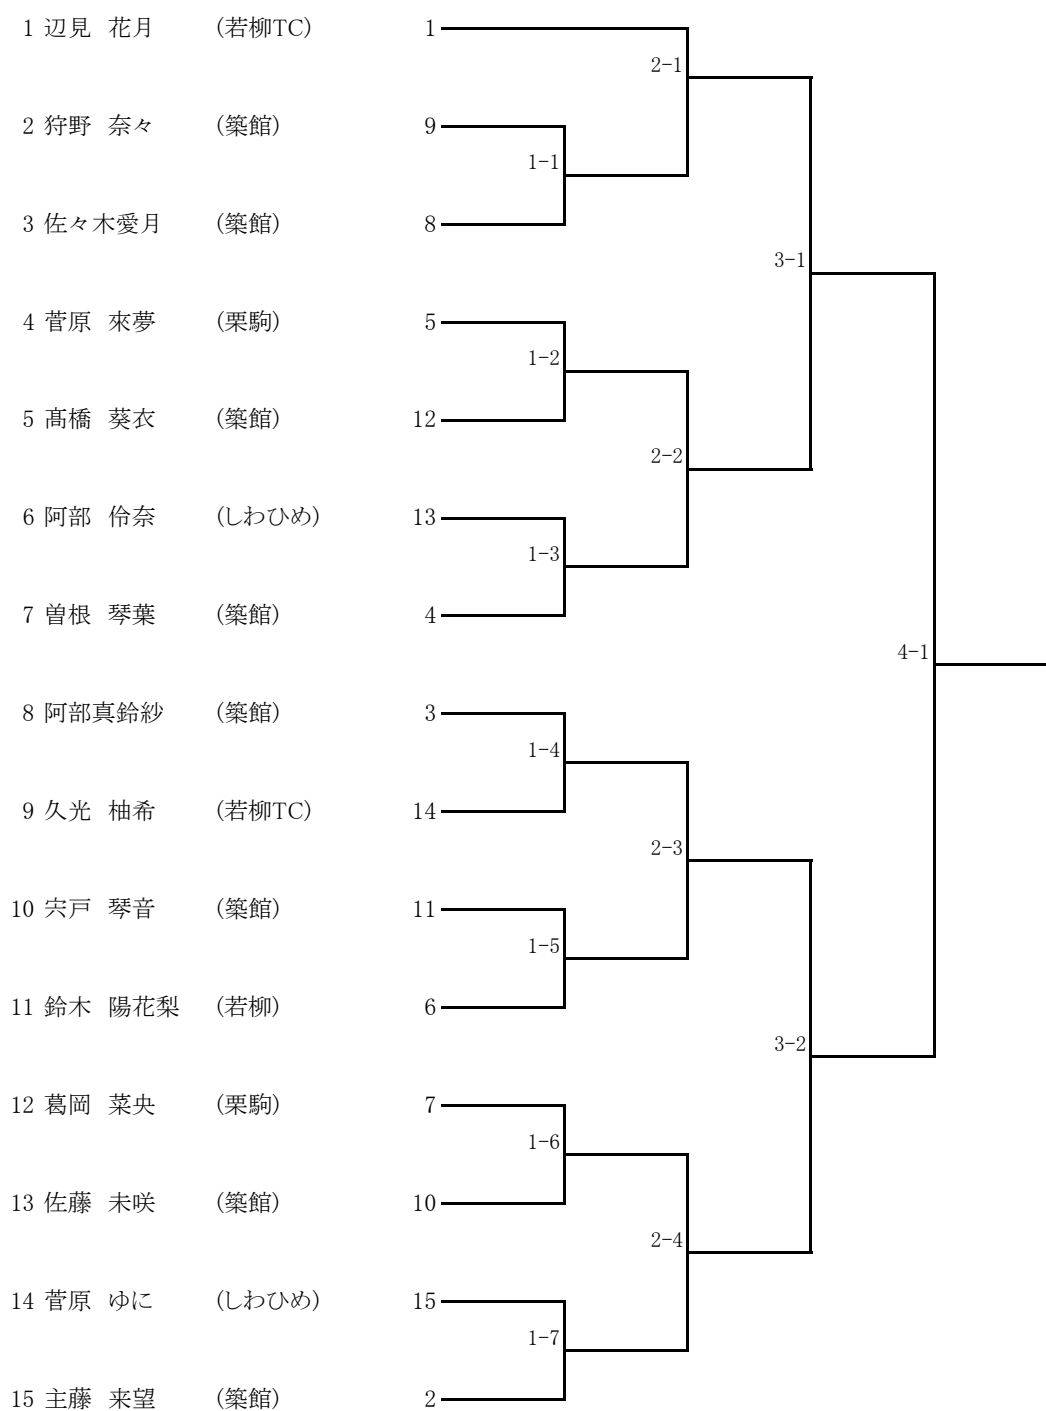 1 辺見 花月 (若柳TC) 1
2-1
2 狩野 奈々 (築館) 9
1-1
3 佐々木愛月 (築館) 8
3-1
4 菅原 來夢 (栗駒) 5
1-2
5 髙橋 葵衣 (築館) 12
2-2
6 阿部 伶奈 (しわひめ) 13
1-3
7 曽根 琴葉 (築館) 4
4-1
8 阿部真鈴紗 (築館) 3
1-4
9 久光 柚希 (若柳TC) 14
2-3
10 宍戸 琴音 (築館) 11
1-5
11 鈴木 陽花梨 (若柳) 6
3-2
12 葛岡 菜央 (栗駒) 7
1-6
13 佐藤 未咲 (築館) 10
2-4
14 菅原 ゆに (しわひめ) 15
1-7
15 主藤 来望 (築館) 2